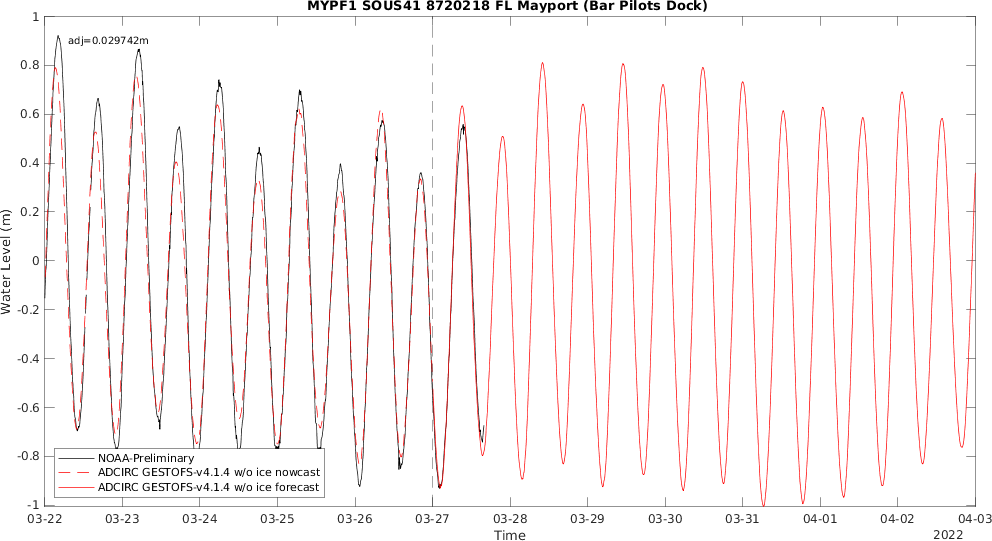 MYPF1 SOUS41 8720218 FL Mayport (Bar Pilots Dock)
adj=0.029742m
1
0.8
0.6
0.4
0.2
0
-0.2
-0.4
-0.6
-0.8
-1
Water Level (m)
NOAA-Preliminary
ADCIRC GESTOFS-v4.1.4 w/o ice nowcast
ADCIRC GESTOFS-v4.1.4 w/o ice forecast
03-22 03-23 03-24 03-25 03-26 03-27 03-28 03-29 03-30 03-31 04-01 04-02 04-03
Time
2022